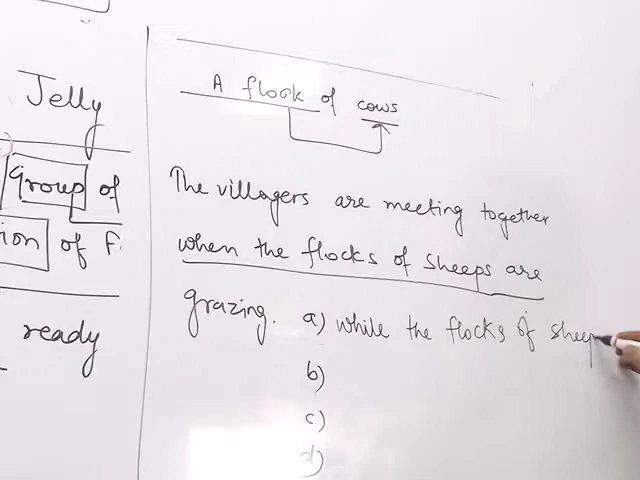 Jelly
Group of
ion of F.
ready
A flock of cows
The villagers are meeting together
when the flocks of sheeps are
grazing. a) while the flocks of sheep
b)
c)
d)